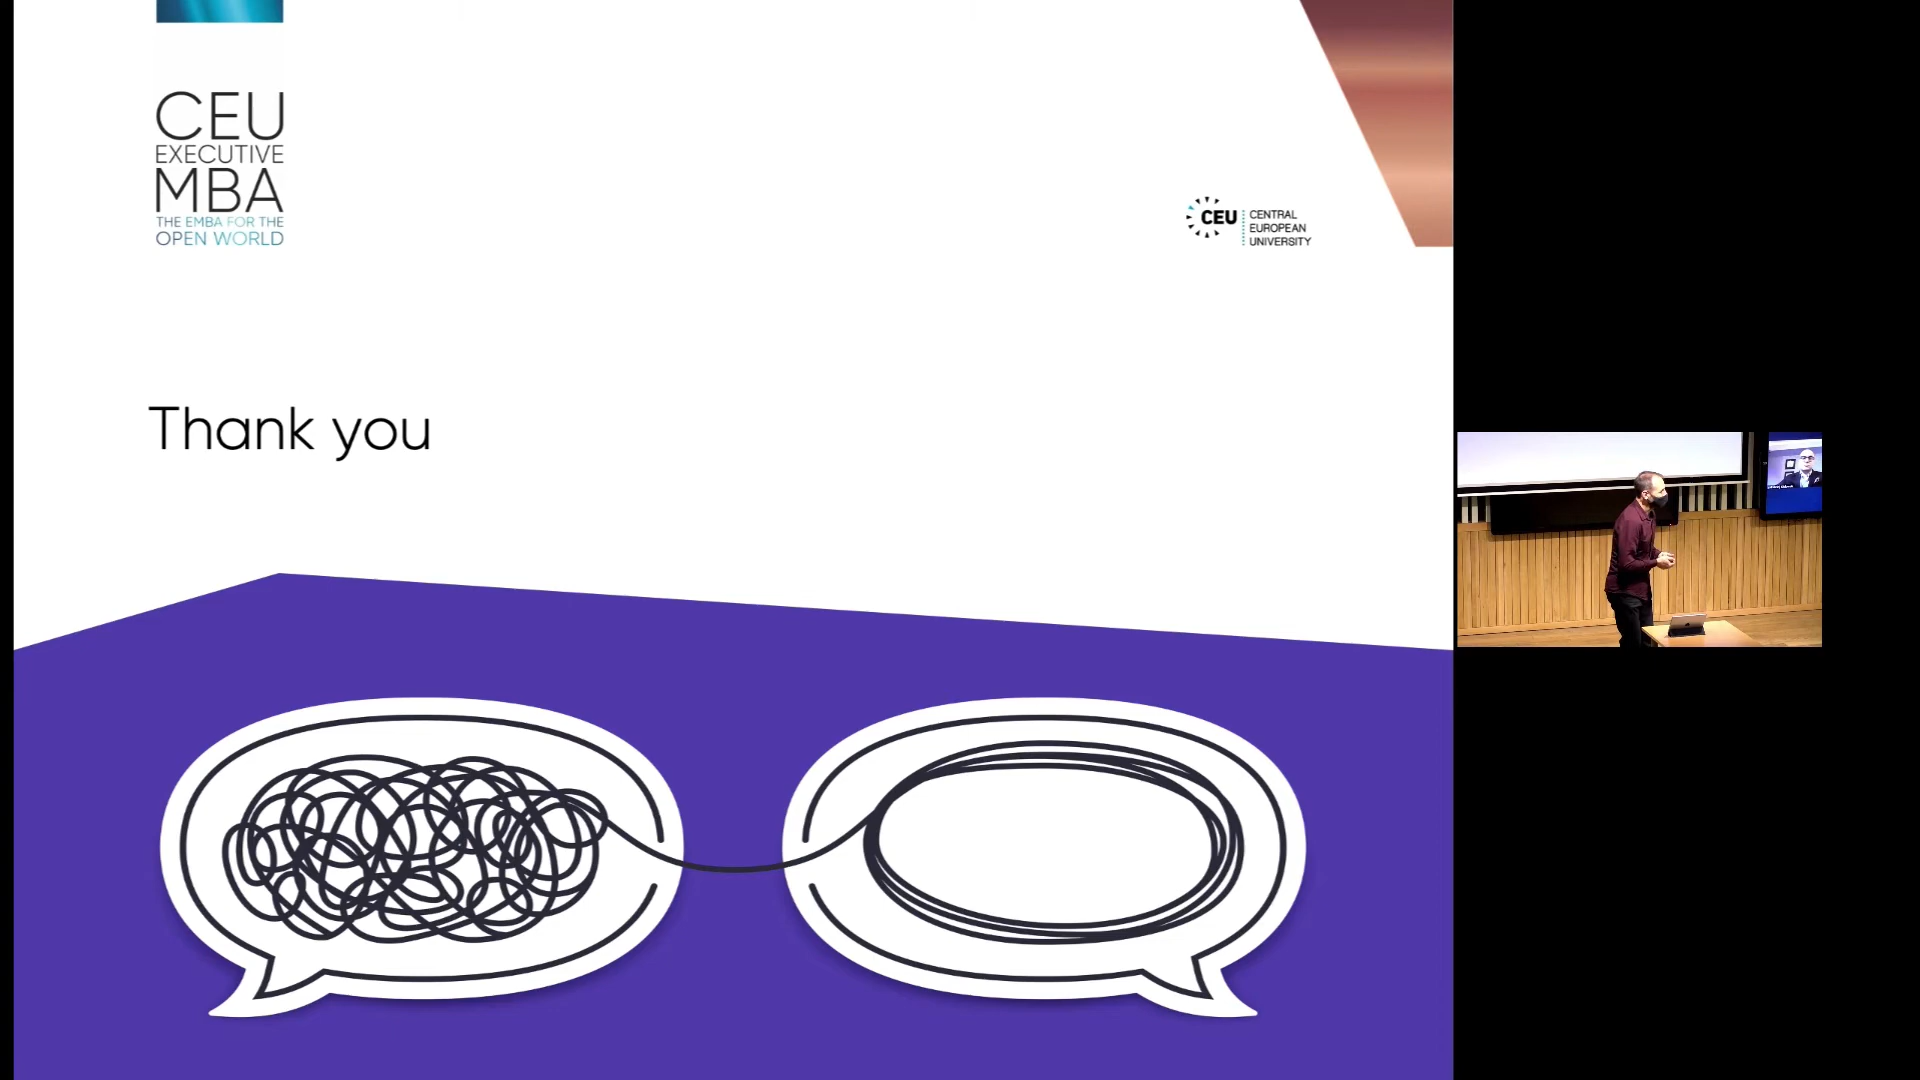 CEU
EXECUTIVE
MBA
THE EMBA FOR THE
OPEN WORLD
CEU
CENTRAL
EUROPEAN
UNIVERSITY
Thank you